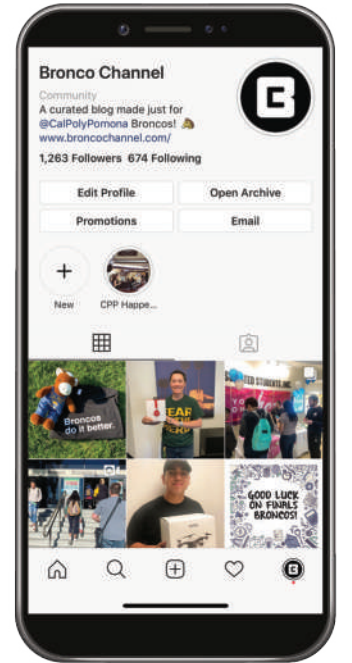 Bronco Channel
Community
A curated blog made just for
@CalPolyPomona Broncos! 🐴
www.broncochannel.com/
1,263 Followers 674 Following
Edit Profile
Open Archive
Promotions
Email
New
CPP Happe...
Broncos
do it better.
GOOD LUCK
ON FINALS
BRONCOS!